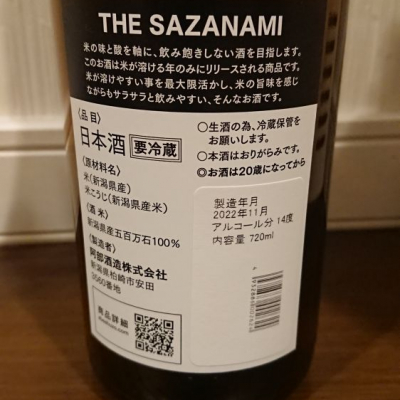 THE SAZANAMI
米の味と酸を軸に、飲み飽きしない酒を目指します。
このお酒は米が溶ける年のみにリリースされる商品です。
米が溶けやすい事を最大限活かし、米の旨味を感じ
ながらもサラサラと飲みやすい、そんなお酒です。
〈品目〉
日本酒 要冷蔵
〈原材料名〉
米(新潟県産)
米こうじ(新潟県産米)
〈酒米〉
新潟県産五百万石100%
〈製造者〉
阿部酒造株式会社
新潟県柏崎市安田
3560番地
商品詳細
○生酒の為、冷蔵保管を
お願いします。
○本酒はおりがらみです。
◎お酒は20歳になってから
製造年月
2022年11月
アルコール分 14度
内容量 720ml